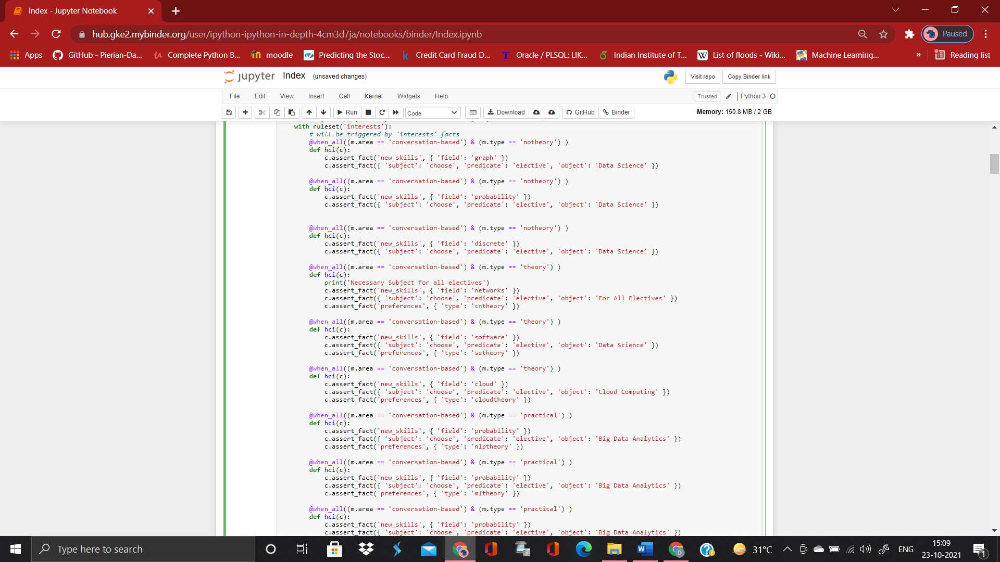 Index - Jupyter Notebook
hub.gke2.mybinder.org/user/ipython-ipython-in-depth-4cm3d7ja/notebooks/binder/Index.ipynb
Paused
Apps GitHub - Pierian-Da... Complete Python B... moodle Predicting the Stoc... Credit Card Fraud D... Oracle / PLSQL: LIK... Indian Institute of T... List of floods - Wiki... Machine Learning... » Reading list
jupyter Index (unsaved changes) Visit repo Copy Binder link
File Edit View Insert Cell Kernel Widgets Help Trusted Python 3
Run Code Download GitHub Binder Memory: 150.8 MB / 2 GB
with ruleset('interests'):
# will be triggered by 'interests' facts
@when_all((m.area == 'conversation-based') & (m.type == 'notheory') )
def hci(c):
c.assert_fact('new_skills', { 'field': 'graph' })
c.assert_fact({ 'subject': 'choose', 'predicate': 'elective', 'object': 'Data Science' })
@when_all((m.area == 'conversation-based') & (m.type == 'notheory') )
def hci(c):
c.assert_fact('new_skills', { 'field': 'probability' })
c.assert_fact({ 'subject': 'choose', 'predicate': 'elective', 'object': 'Data Science' })
@when_all((m.area == 'conversation-based') & (m.type == 'notheory') )
def hci(c):
c.assert_fact('new_skills', { 'field': 'discrete' })
c.assert_fact({ 'subject': 'choose', 'predicate': 'elective', 'object': 'Data Science' })
@when_all((m.area == 'conversation-based') & (m.type == 'theory') )
def hci(c):
print('Necessary Subject for all electives')
c.assert_fact('new_skills', { 'field': 'networks' })
c.assert_fact({ 'subject': 'choose', 'predicate': 'elective', 'object': 'For All Electives' })
c.assert_fact('preferences', { 'type': 'cntheory' })
@when_all((m.area == 'conversation-based') & (m.type == 'theory') )
def hci(c):
c.assert_fact('new_skills', { 'field': 'software' })
c.assert_fact({ 'subject': 'choose', 'predicate': 'elective', 'object': 'Data Science' })
c.assert_fact('preferences', { 'type': 'setheory' })
@when_all((m.area == 'conversation-based') & (m.type == 'theory') )
def hci(c):
c.assert_fact('new_skills', { 'field': 'cloud' })
c.assert_fact({ 'subject': 'choose', 'predicate': 'elective', 'object': 'Cloud Computing' })
c.assert_fact('preferences', { 'type': 'cloudtheory' })
@when_all((m.area == 'conversation-based') & (m.type == 'practical') )
def hci(c):
c.assert_fact('new_skills', { 'field': 'probability' })
c.assert_fact({ 'subject': 'choose', 'predicate': 'elective', 'object': 'Big Data Analytics' })
c.assert_fact('preferences', { 'type': 'nlptheory' })
@when_all((m.area == 'conversation-based') & (m.type == 'practical') )
def hci(c):
c.assert_fact('new_skills', { 'field': 'probability' })
c.assert_fact({ 'subject': 'choose', 'predicate': 'elective', 'object': 'Big Data Analytics' })
c.assert_fact('preferences', { 'type': 'mltheory' })
@when_all((m.area == 'conversation-based') & (m.type == 'practical') )
def hci(c):
c.assert_fact('new_skills', { 'field': 'probability' })
c.assert_fact({ 'subject': 'choose', 'predicate': 'elective', 'object': 'Big Data Analytics' })
Type here to search 31°C ENG 15:09
23-10-2021 1